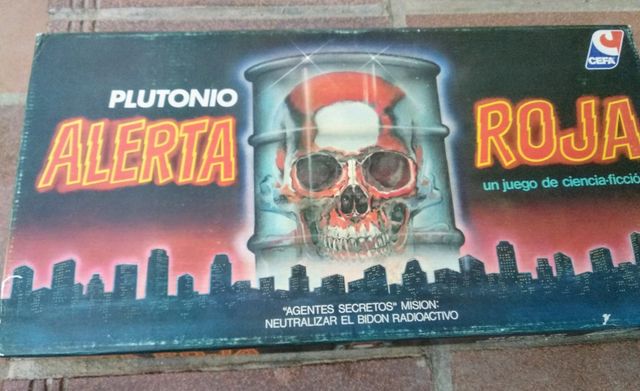 CEFA
PLUTONIO
ALERTA ROJA
un juego de ciencia-ficció
"AGENTES SECRETOS" MISION:
NEUTRALIZAR EL BIDON RADIOACTIVO